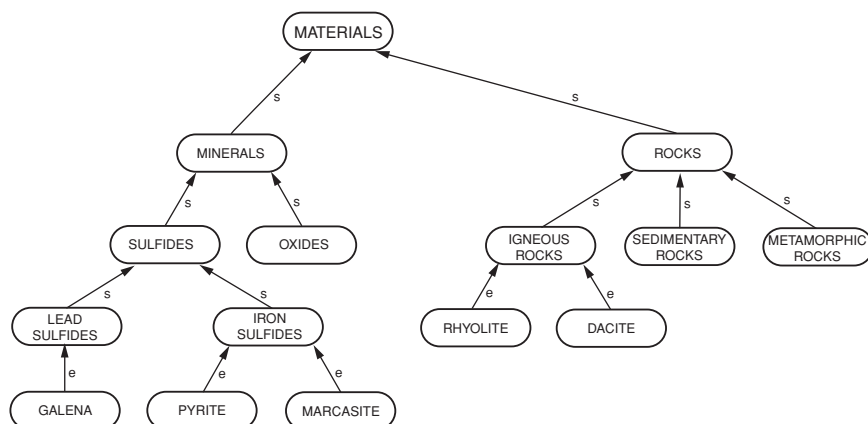 MATERIALS
s
s
MINERALS
ROCKS
s
s
s
s
s
SULFIDES
OXIDES
IGNEOUS
ROCKS
SEDIMENTARY
ROCKS
METAMORPHIC
ROCKS
s
s
e
e
LEAD
SULFIDES
IRON
SULFIDES
RHYOLITE
DACITE
e
e
e
GALENA
PYRITE
MARCASITE